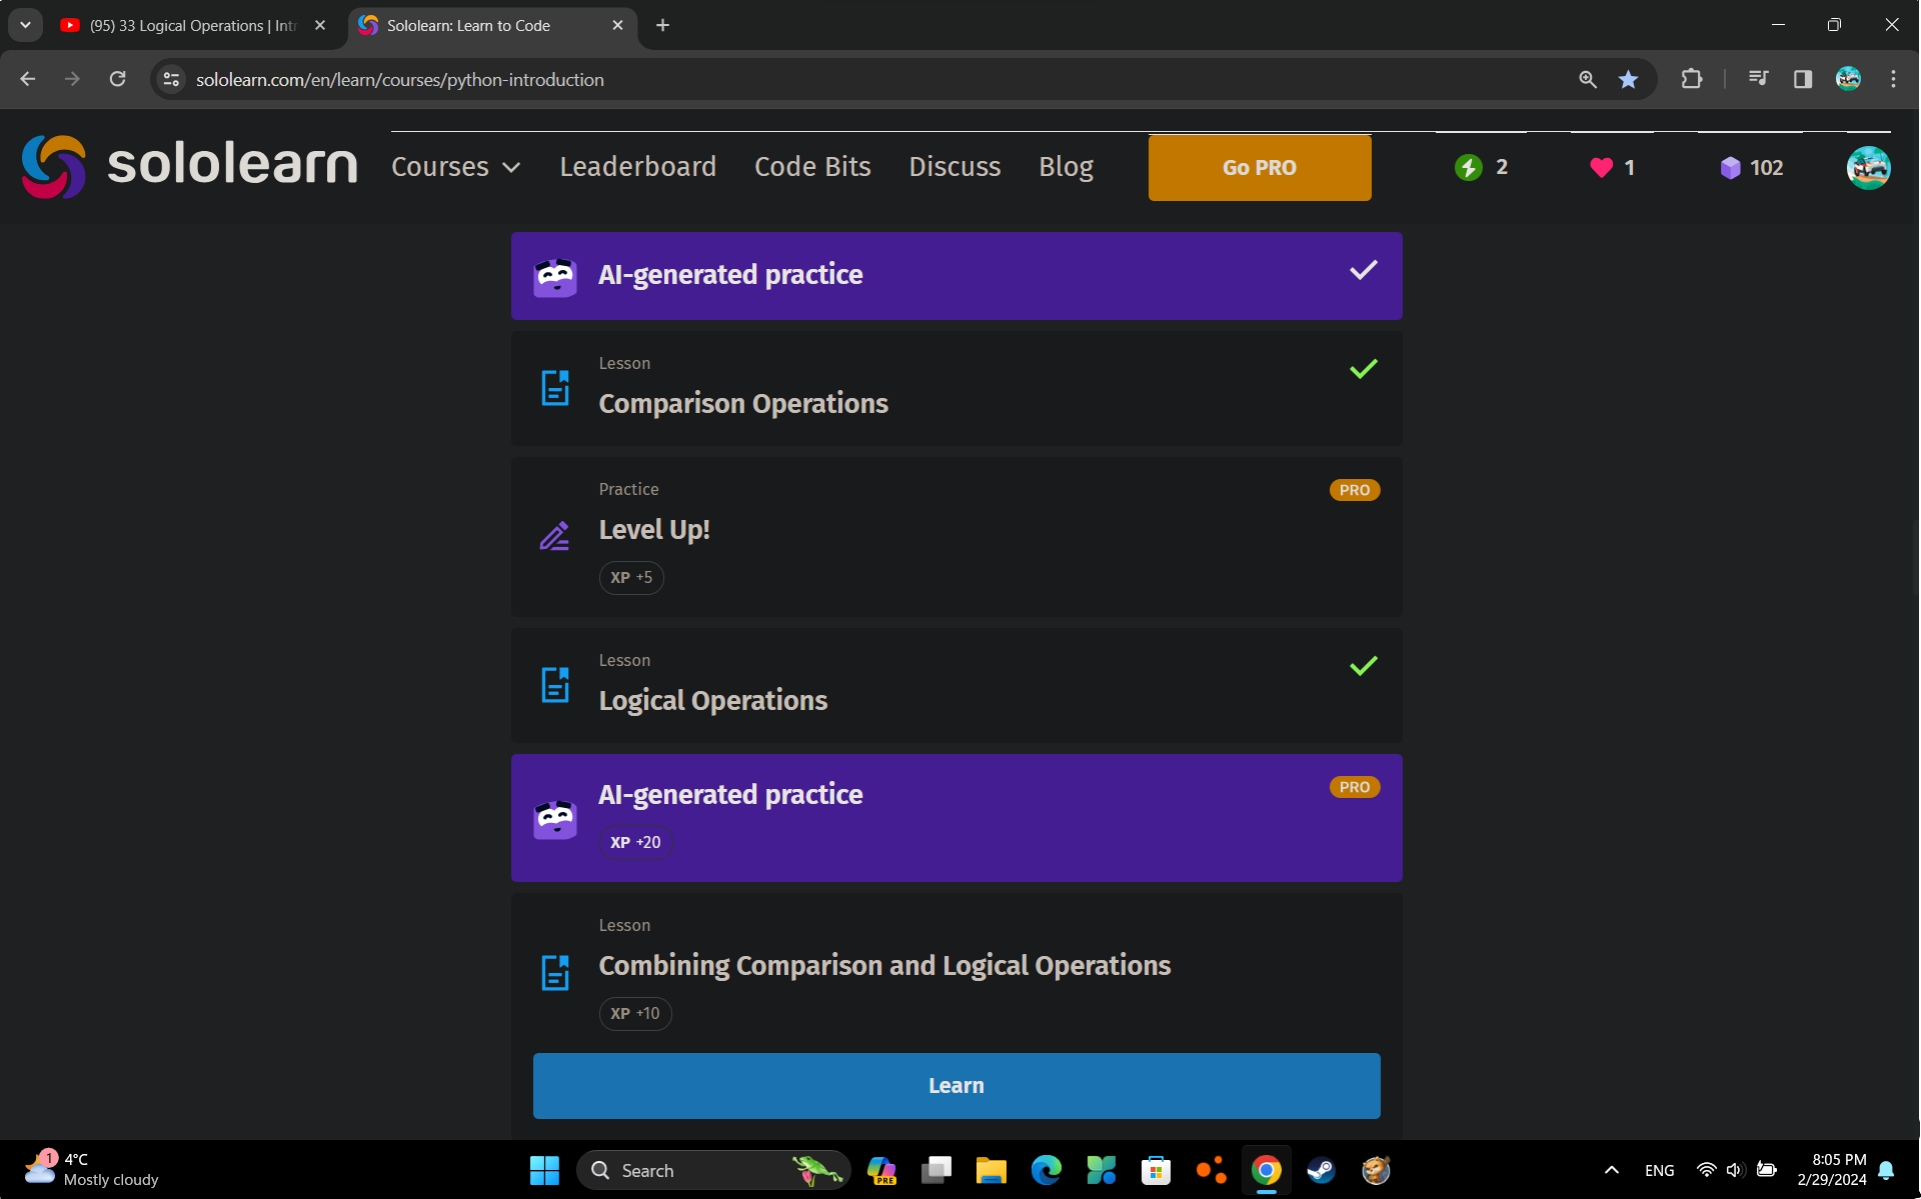 (95) 33 Logical Operations | Intr
Sololearn: Learn to Code
sololearn.com/en/learn/courses/python-introduction
sololearn
Courses
Leaderboard
Code Bits
Discuss
Blog
Go PRO
2
1
102
AI-generated practice
Lesson
Comparison Operations
Practice
PRO
Level Up!
XP +5
Lesson
Logical Operations
AI-generated practice
PRO
XP +20
Lesson
Combining Comparison and Logical Operations
XP +10
Learn
1
4°C
Mostly cloudy
Search
PRE
ENG
8:05 PM
2/29/2024